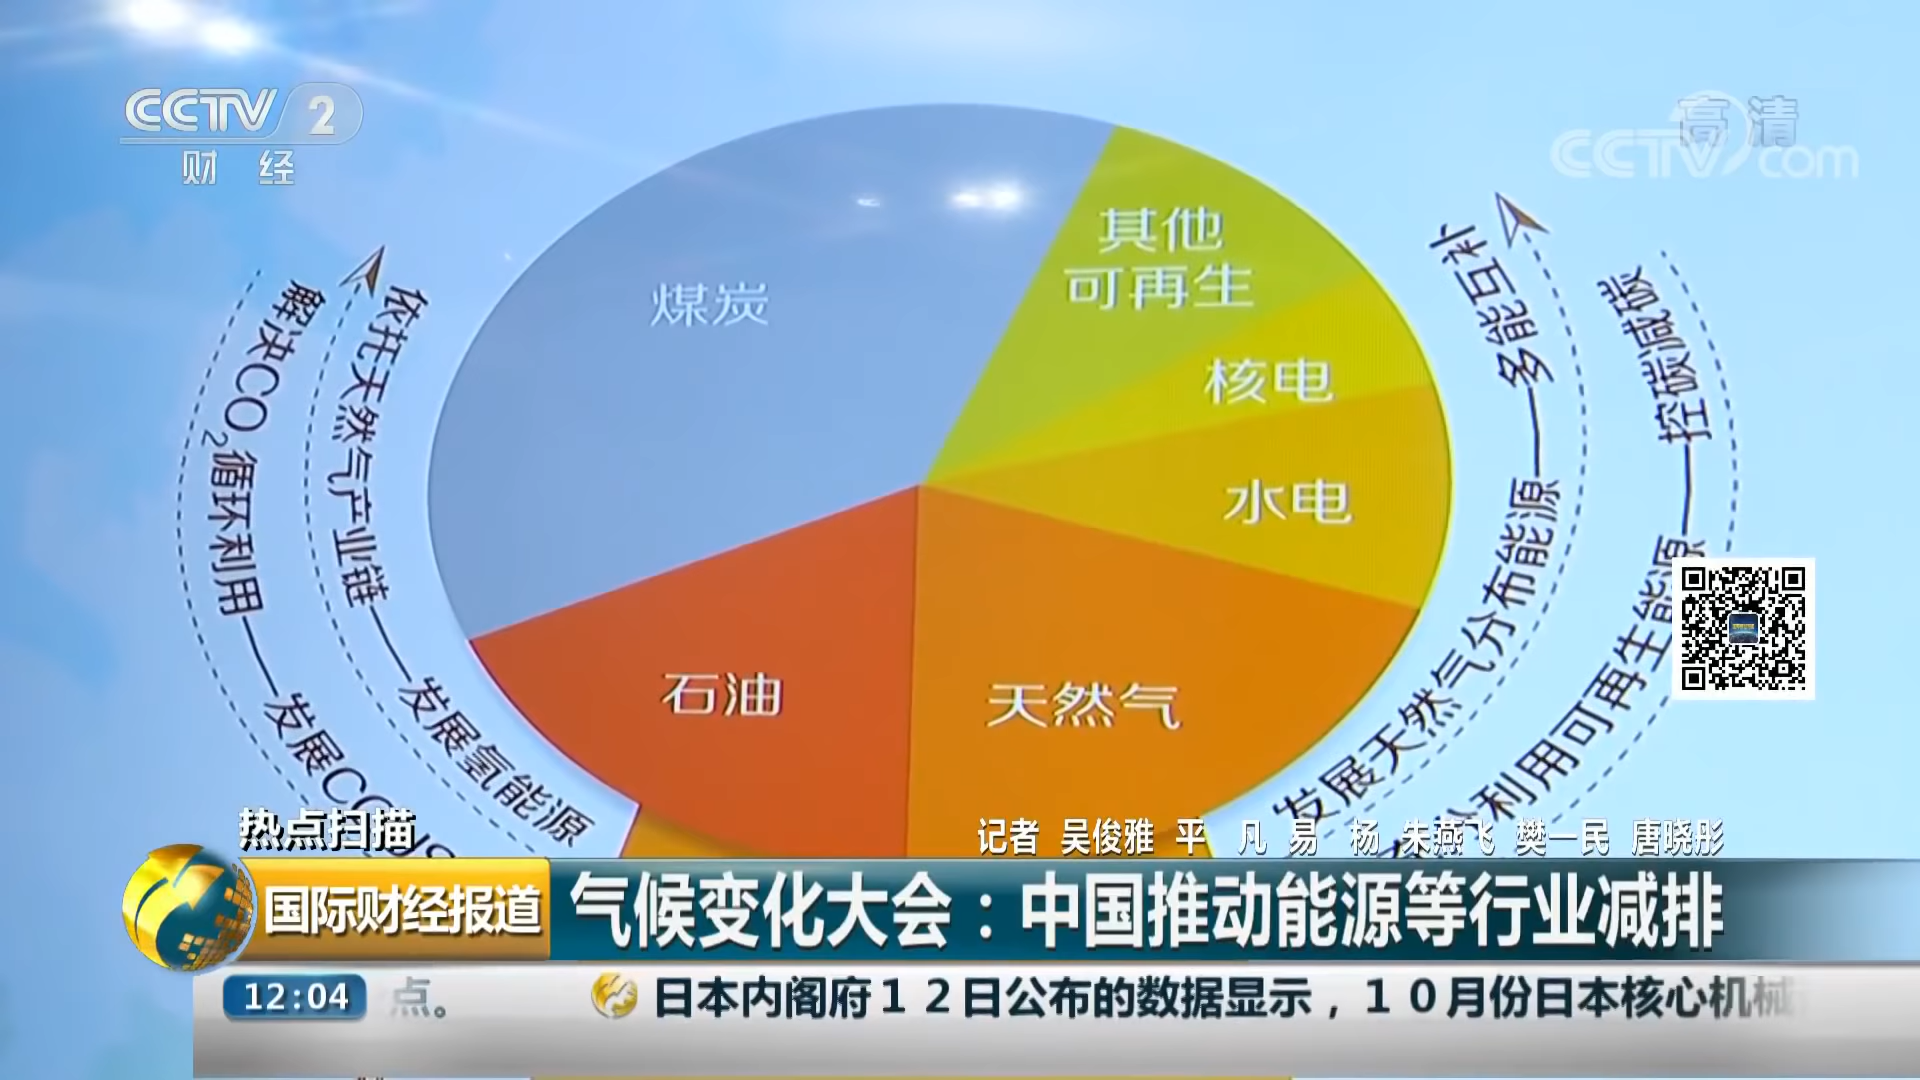 CCTV 2
财 经
高清
CCTV.com
煤炭
其他
可再生
核电
水电
天然气
石油
解决CO₂循环利用——发展CCUS
依托天然气产业链——发展氢能源
发展天然气分布能源——多能互补
利用可再生能源——控碳减碳
热点扫描
记者 吴俊雅 平 凡 易 杨 朱燕飞 樊一民 唐晓彤
国际财经报道
气候变化大会：中国推动能源等行业减排
12:04
点。
日本内阁府12日公布的数据显示，10月份日本核心机械